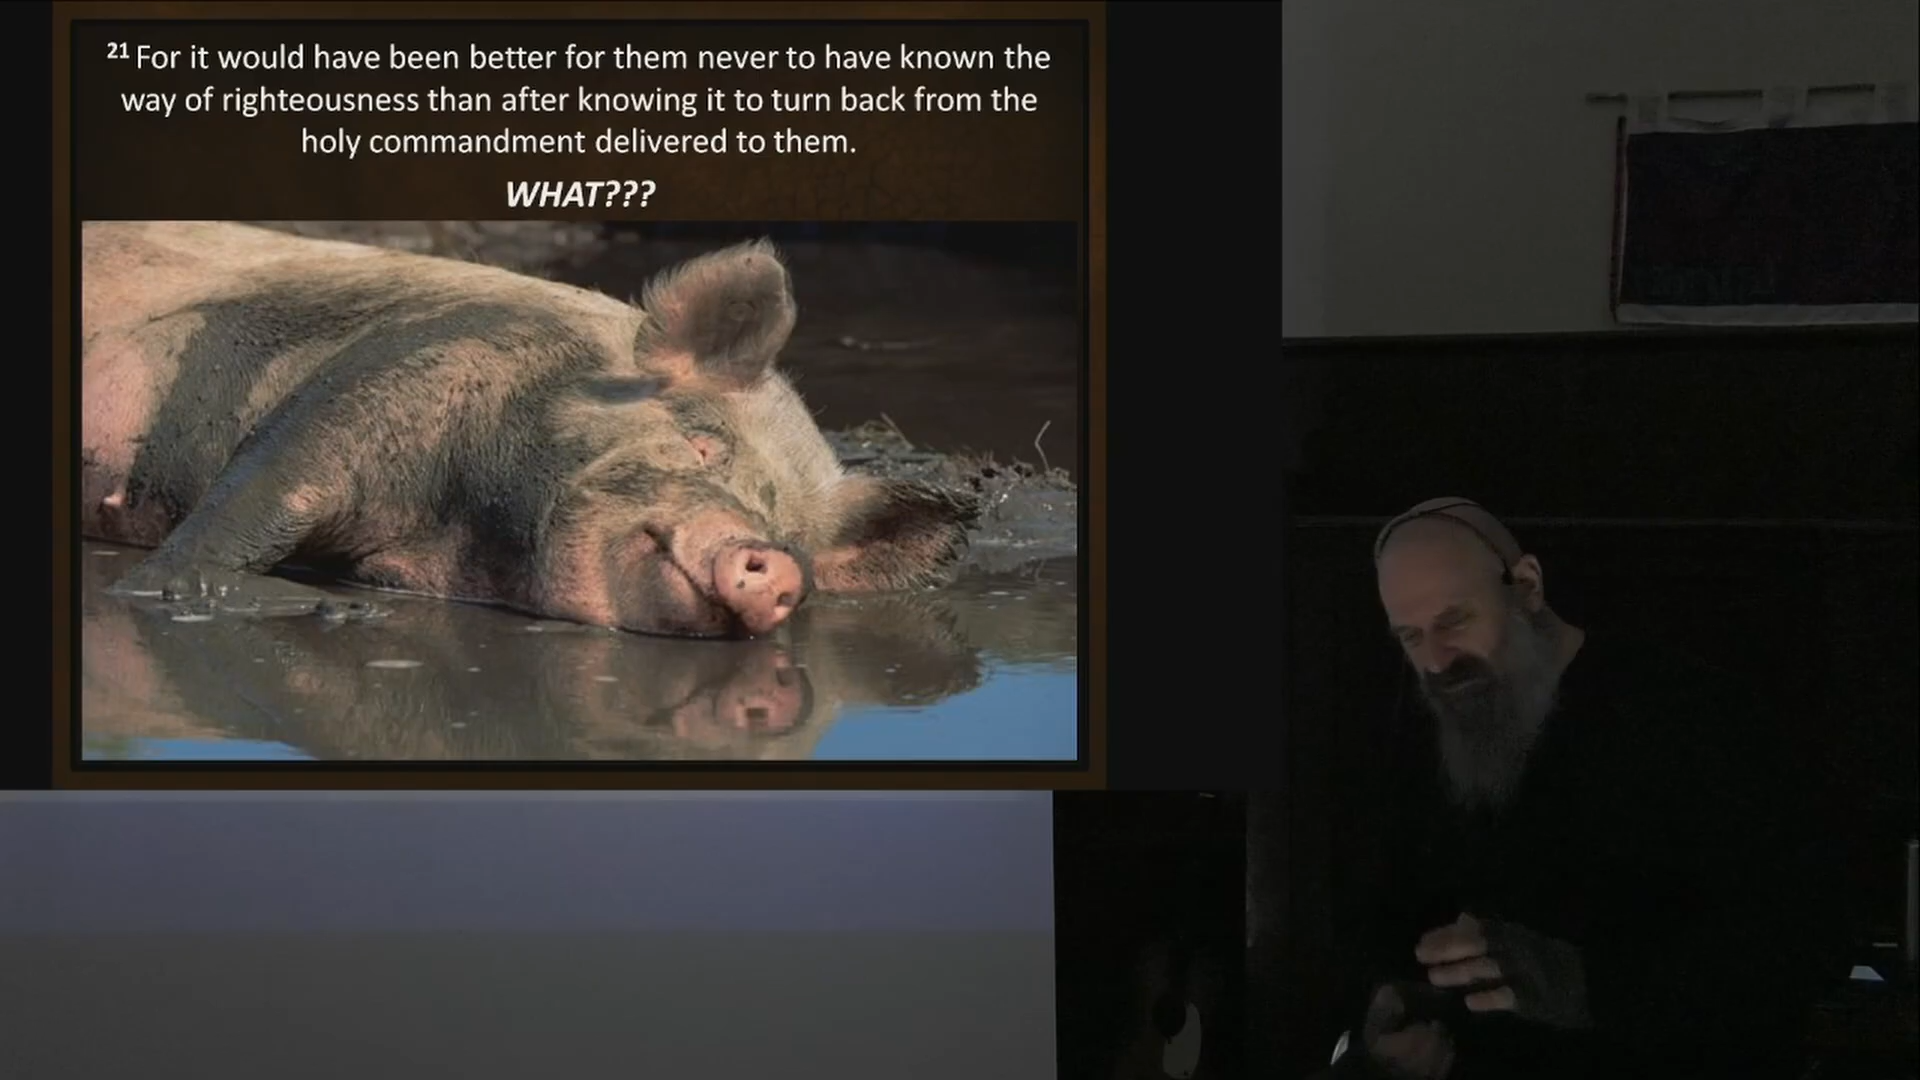 21 For it would have been better for them never to have known the
way of righteousness than after knowing it to turn back from the
holy commandment delivered to them.
WHAT???